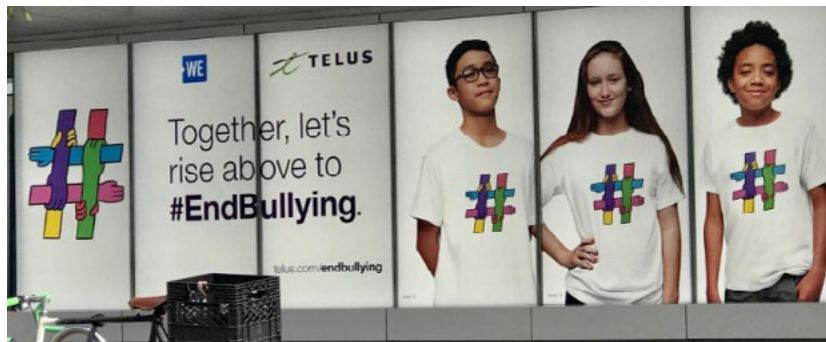 WE
TELUS
Together, let's
rise above to
#EndBullying.
telus.com/endbullying